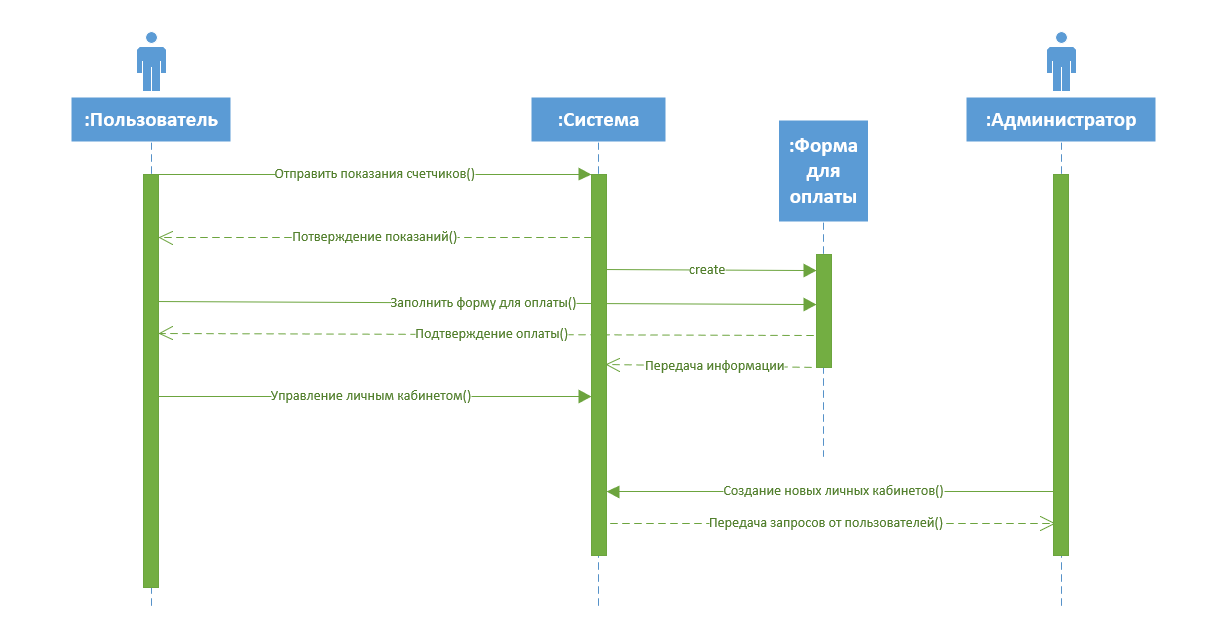 :Пользователь
:Система
:Администратор
:Форма
для
оплаты
Отправить показания счетчиков()
Потверждение показаний()
create
Заполнить форму для оплаты()
Подтверждение оплаты()
Передача информации
Управление личным кабинетом()
Создание новых личных кабинетов()
Передача запросов от пользователей()